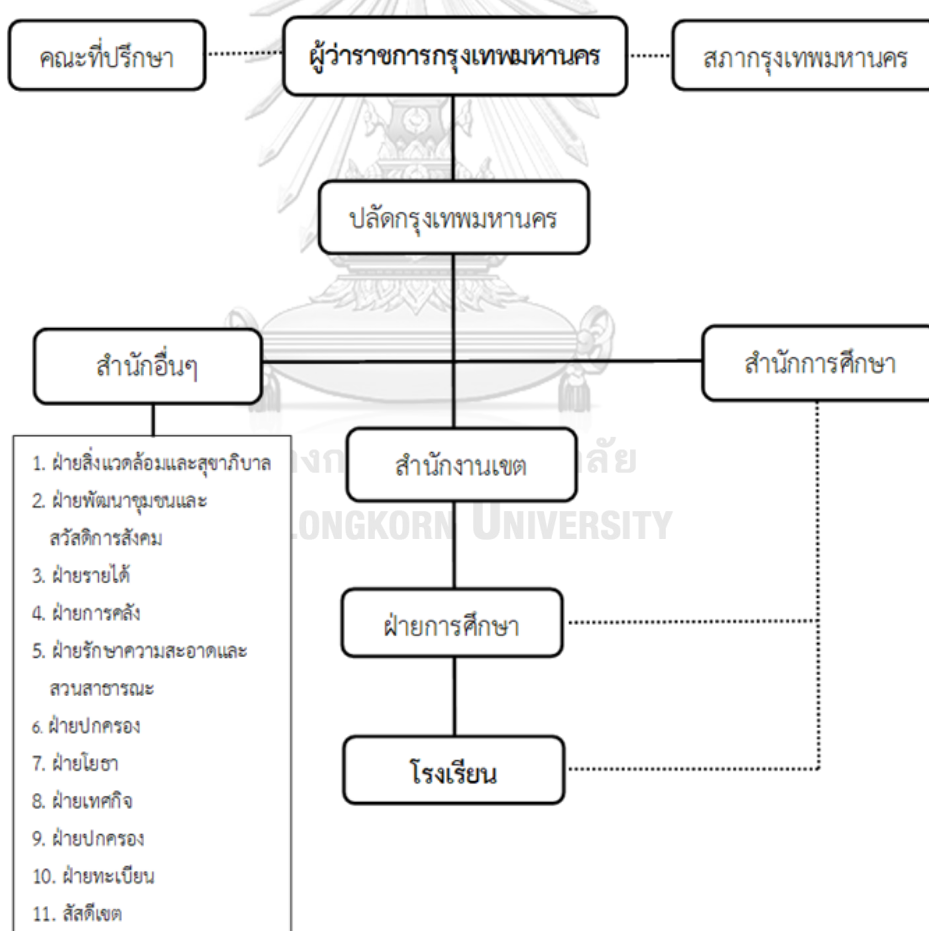 คณะที่ปรึกษา
ผู้ว่าราชการกรุงเทพมหานคร
สภากรุงเทพมหานคร
ปลัดกรุงเทพมหานคร
สำนักอื่นๆ
สำนักการศึกษา
สำนักงานเขต
ลัย
LONGKORN UNIVERSITY
ฝ่ายการศึกษา
โรงเรียน
1. ฝ่ายสิ่งแวดล้อมและสุขาภิบาล
2. ฝ่ายพัฒนาชุมชนและ
สวัสดิการสังคม
3. ฝ่ายรายได้
4. ฝ่ายการคลัง
5. ฝ่ายรักษาความสะอาดและ
สวนสาธารณะ
6. ฝ่ายปกครอง
7. ฝ่ายโยธา
8. ฝ่ายเทศกิจ
9. ฝ่ายปกครอง
10. ฝ่ายทะเบียน
11. สัสดีเขต